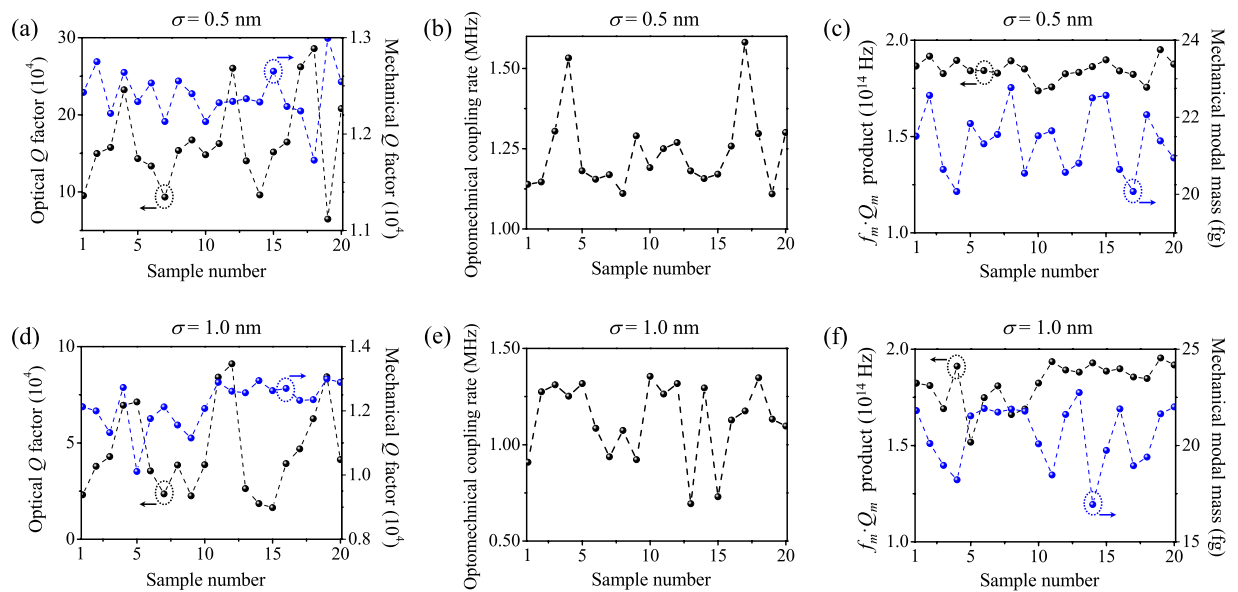 (a)
σ = 0.5 nm
Optical Q factor (10⁴)
30
20
10
1.3
1.2
1.1
Mechanical Q factor (10⁴)
1 5 10 15 20
Sample number
(b)
σ = 0.5 nm
Optomechnical coupling rate (MHz)
1.50
1.25
1.00
1 5 10 15 20
Sample number
(c)
σ = 0.5 nm
fₘ·Qₘ product (10¹⁴ Hz)
2.0
1.5
1.0
24
22
20
Mechanical modal mass (fg)
1 5 10 15 20
Sample number
(d)
σ = 1.0 nm
Optical Q factor (10⁴)
10
5
0
1.4
1.2
1.0
0.8
Mechanical Q factor (10⁴)
1 5 10 15 20
Sample number
(e)
σ = 1.0 nm
Optomechnical coupling rate (MHz)
1.50
1.00
0.50
1 5 10 15 20
Sample number
(f)
σ = 1.0 nm
fₘ·Qₘ product (10¹⁴ Hz)
2.0
1.5
1.0
25
20
15
Mechanical modal mass (fg)
1 5 10 15 20
Sample number